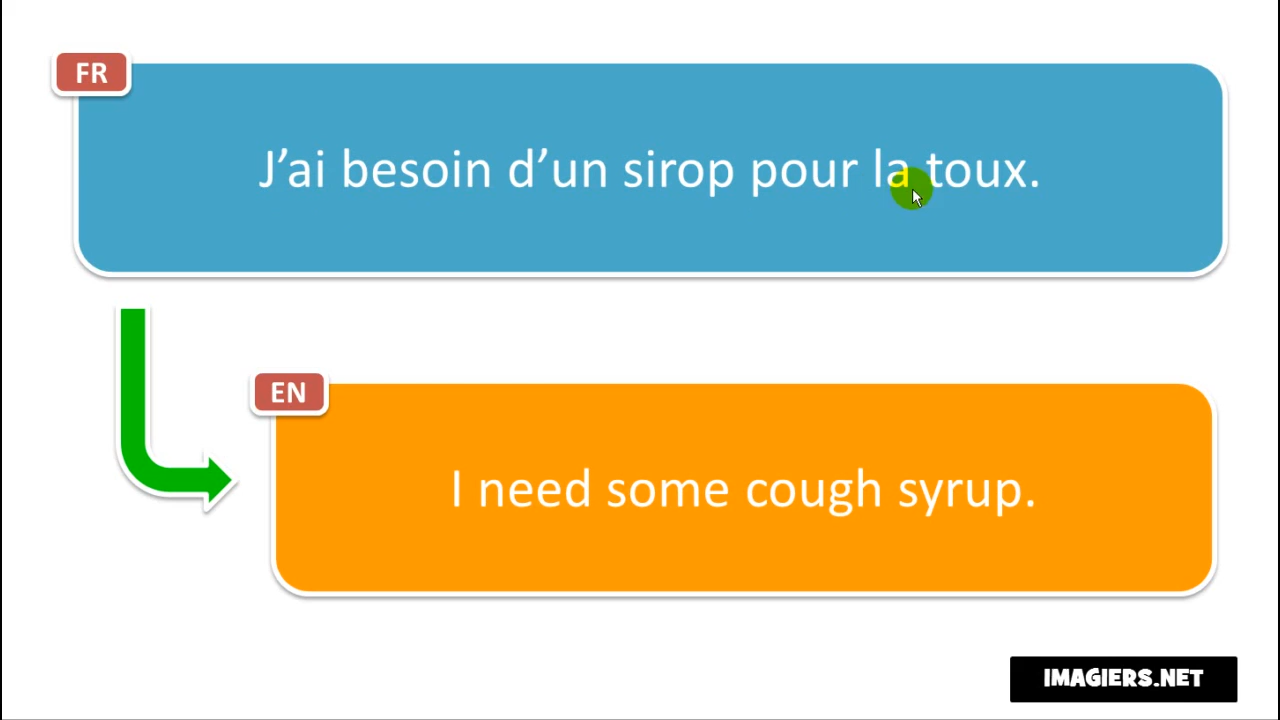 FR
J’ai besoin d’un sirop pour la toux.
EN
I need some cough syrup.
IMAGIERS.NET